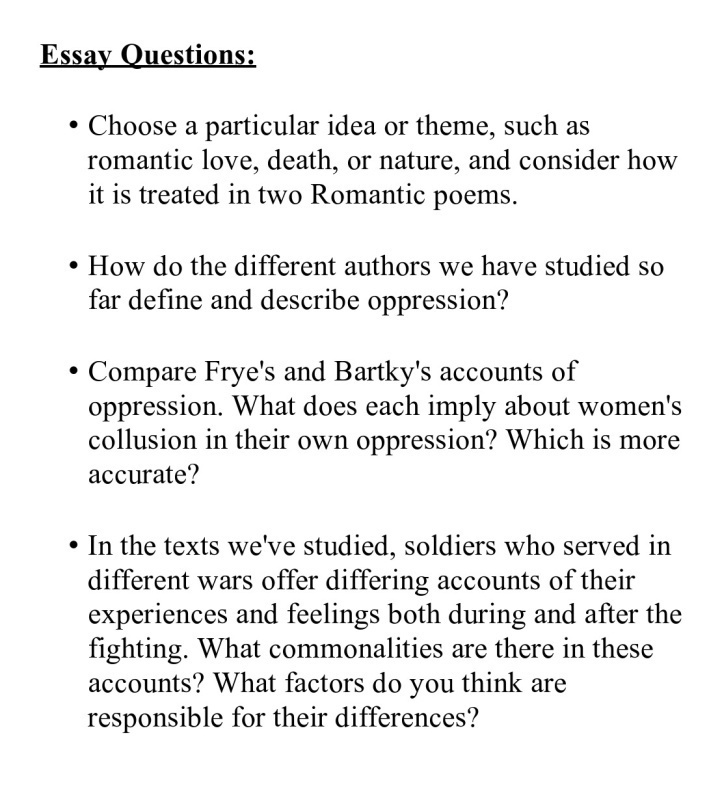 Essay Questions:
• Choose a particular idea or theme, such as
romantic love, death, or nature, and consider how
it is treated in two Romantic poems.
• How do the different authors we have studied so
far define and describe oppression?
• Compare Frye's and Bartky's accounts of
oppression. What does each imply about women's
collusion in their own oppression? Which is more
accurate?
• In the texts we've studied, soldiers who served in
different wars offer differing accounts of their
experiences and feelings both during and after the
fighting. What commonalities are there in these
accounts? What factors do you think are
responsible for their differences?